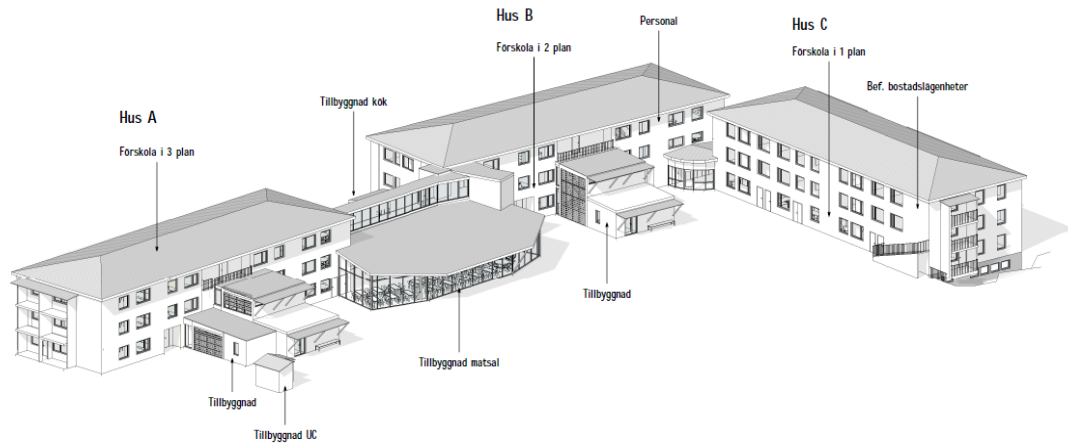 Hus B
Personal
Hus C
Förskola i 2 plan
Förskola i 1 plan
Bef. bostadslägenheter
Tillbyggnad kök
Hus A
Förskola i 3 plan
Tillbyggnad
Tillbyggnad matsal
Tillbyggnad
Tillbyggnad UC